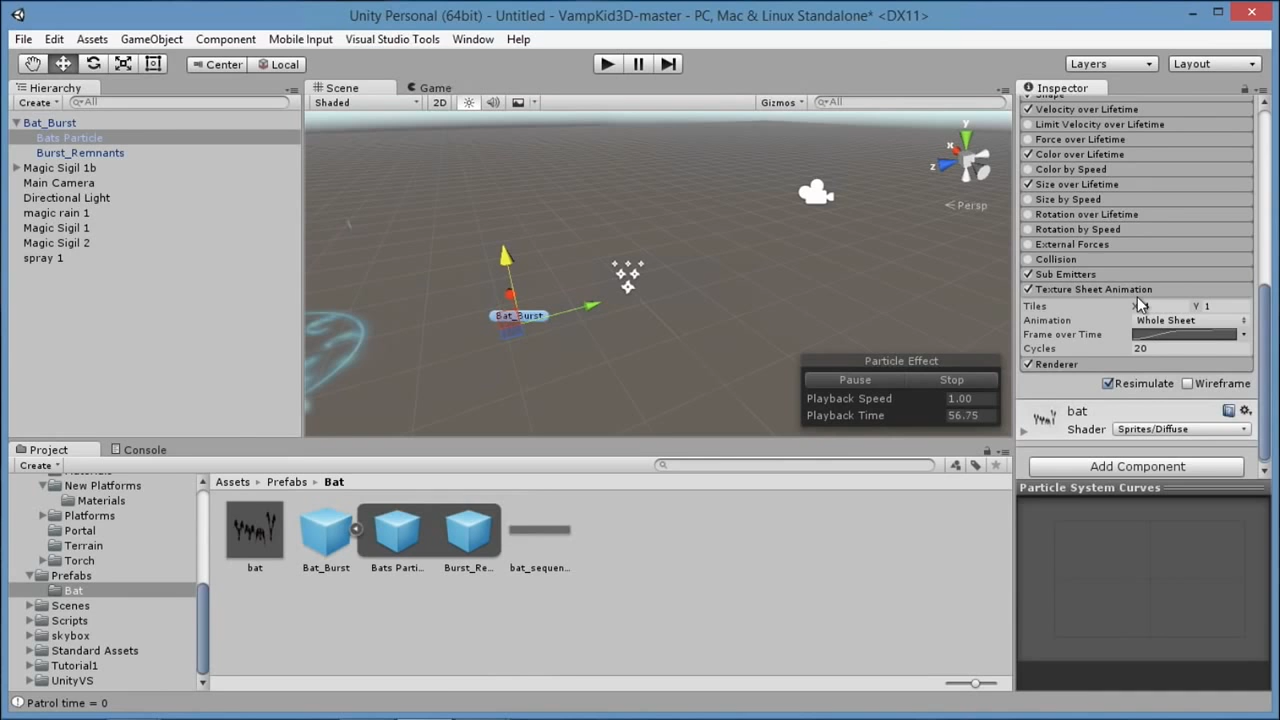 Unity Personal (64bit) - Untitled - VampKid3D-master - PC, Mac & Linux Standalone* <DX11>
File Edit Assets GameObject Component Mobile Input Visual Studio Tools Window Help
Center Local Layers Layout
Hierarchy
Create All
Bat_Burst
Bats Particle
Burst_Remnants
Magic Sigil 1b
Main Camera
Directional Light
magic rain 1
Magic Sigil 1
Magic Sigil 2
spray 1
Scene Game
Shaded 2D Gizmos All
y
x
z
Persp
Bat_Burst
Particle Effect
Pause Stop
Playback Speed 1.00
Playback Time 56.75
Inspector
Velocity over Lifetime
Limit Velocity over Lifetime
Force over Lifetime
Color over Lifetime
Color by Speed
Size over Lifetime
Size by Speed
Rotation over Lifetime
Rotation by Speed
External Forces
Collision
Sub Emitters
Texture Sheet Animation
Tiles Y 1
Animation Whole Sheet
Frame over Time
Cycles 20
Renderer
Resimulate Wireframe
bat
Shader Sprites/Diffuse
Add Component
Particle System Curves
Project Console
Create
New Platforms
Materials
Platforms
Portal
Terrain
Torch
Prefabs
Bat
Scenes
Scripts
skybox
Standard Assets
Tutorial1
UnityVS
Assets Prefabs Bat
bat Bat_Burst Bats Parti... Burst_Re... bat_sequen...
Patrol time = 0